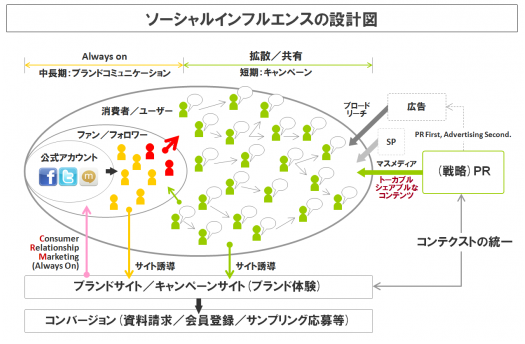 ソーシャルインフルエンスの設計図
Always on
中長期：ブランドコミュニケーション
拡散／共有
短期：キャンペーン
消費者／ユーザー
ファン／フォロワー
公式アカウント
f
t
m
ブロード
リーチ
広告
PR First, Advertising Second.
SP
マスメディア
（戦略）PR
トーカブル
シェアブルな
コンテンツ
コンテクストの統一
Consumer
Relationship
Marketing
(Always On)
サイト誘導
サイト誘導
ブランドサイト／キャンペーンサイト（ブランド体験）
コンバージョン（資料請求／会員登録／サンプリング応募等）